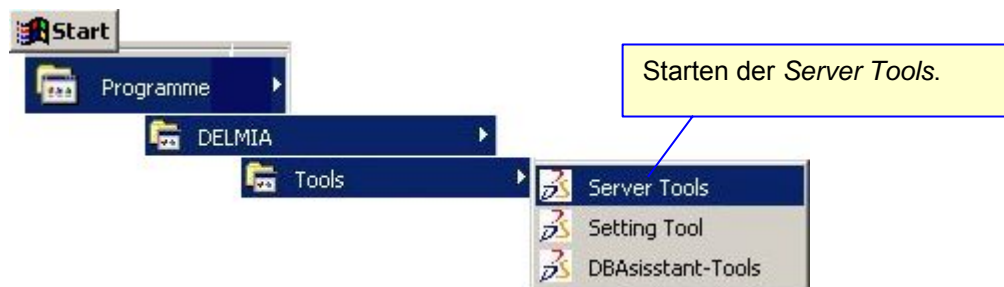 Start
Programme
Starten der Server Tools.
DELMIA
Tools
Server Tools
Setting Tool
DBAsisstant-Tools